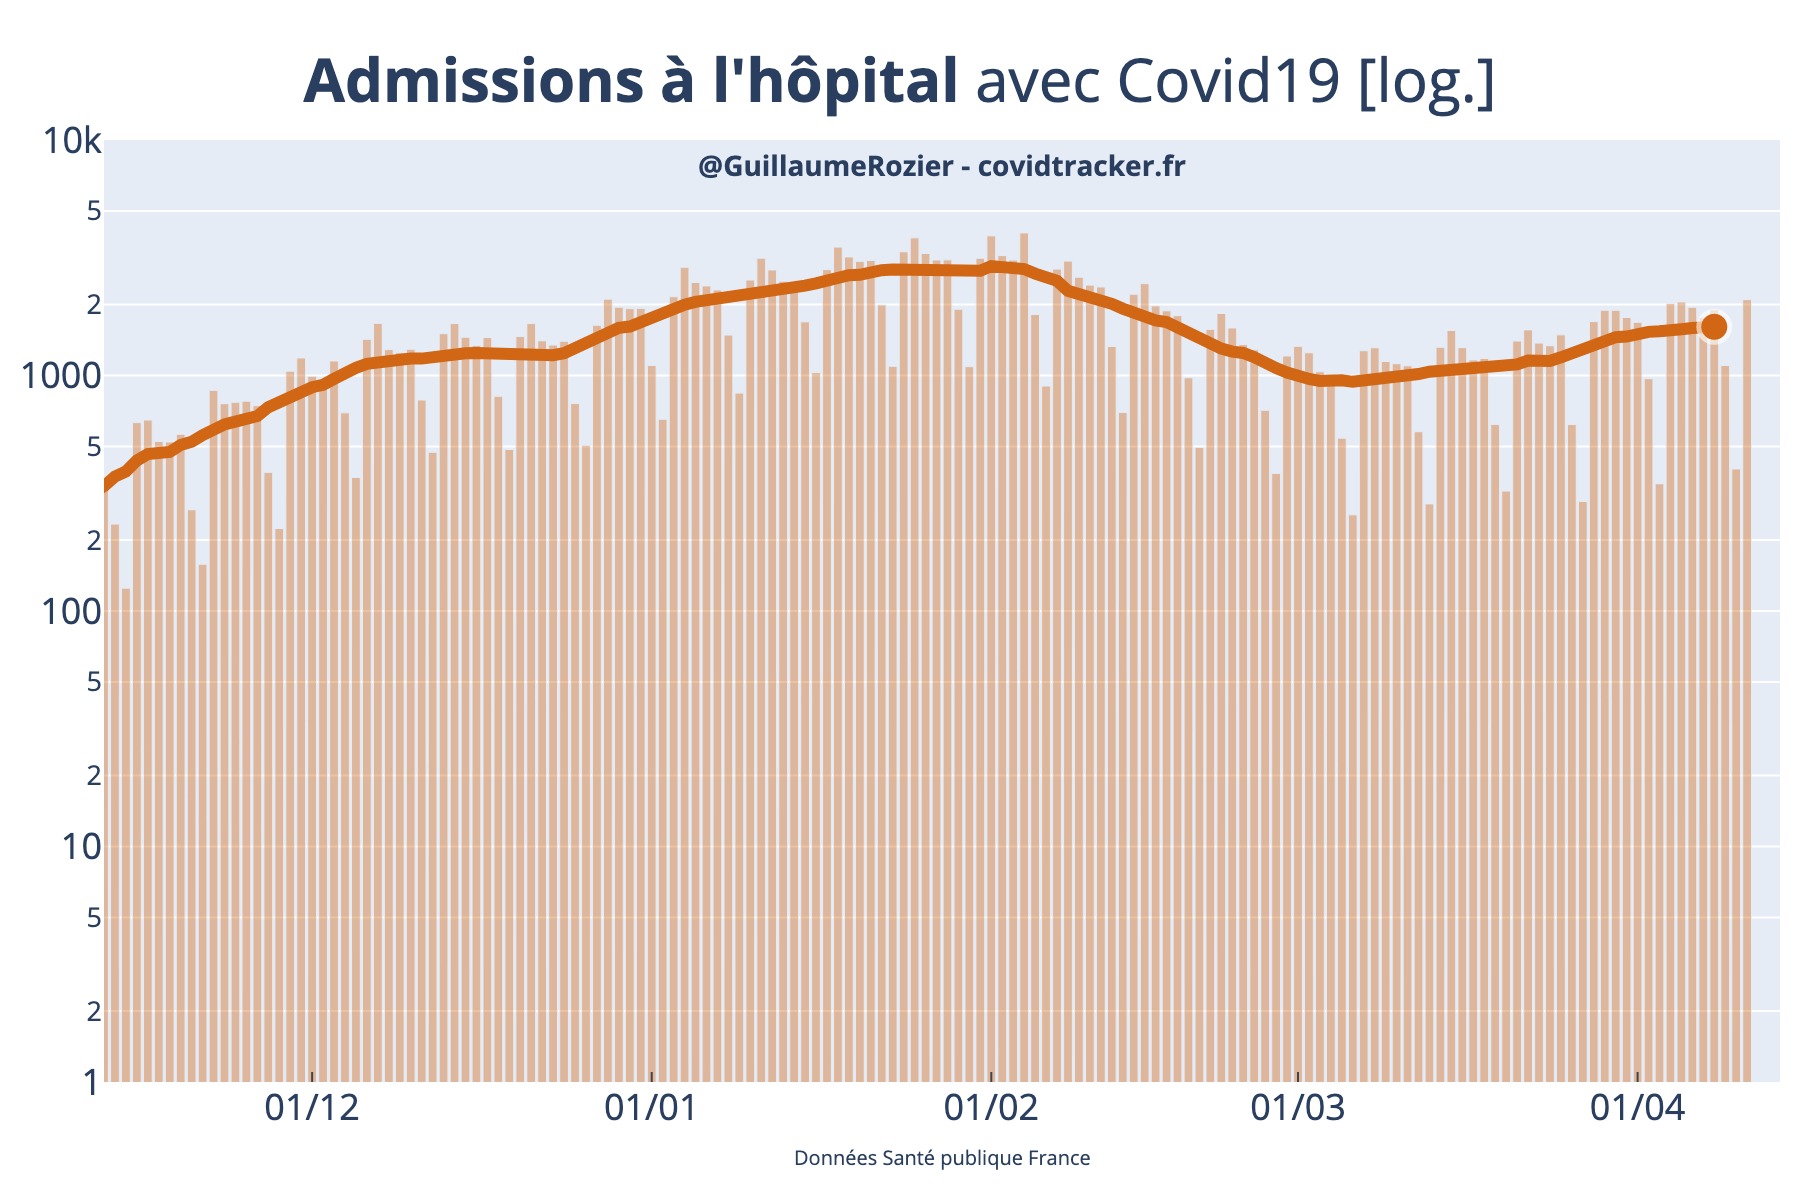 Admissions à l'hôpital avec Covid19 [log.]
@GuillaumeRozier - covidtracker.fr
10k
5
2
1000
5
2
100
5
2
10
5
2
1
01/12 01/01 01/02 01/03 01/04
Données Santé publique France